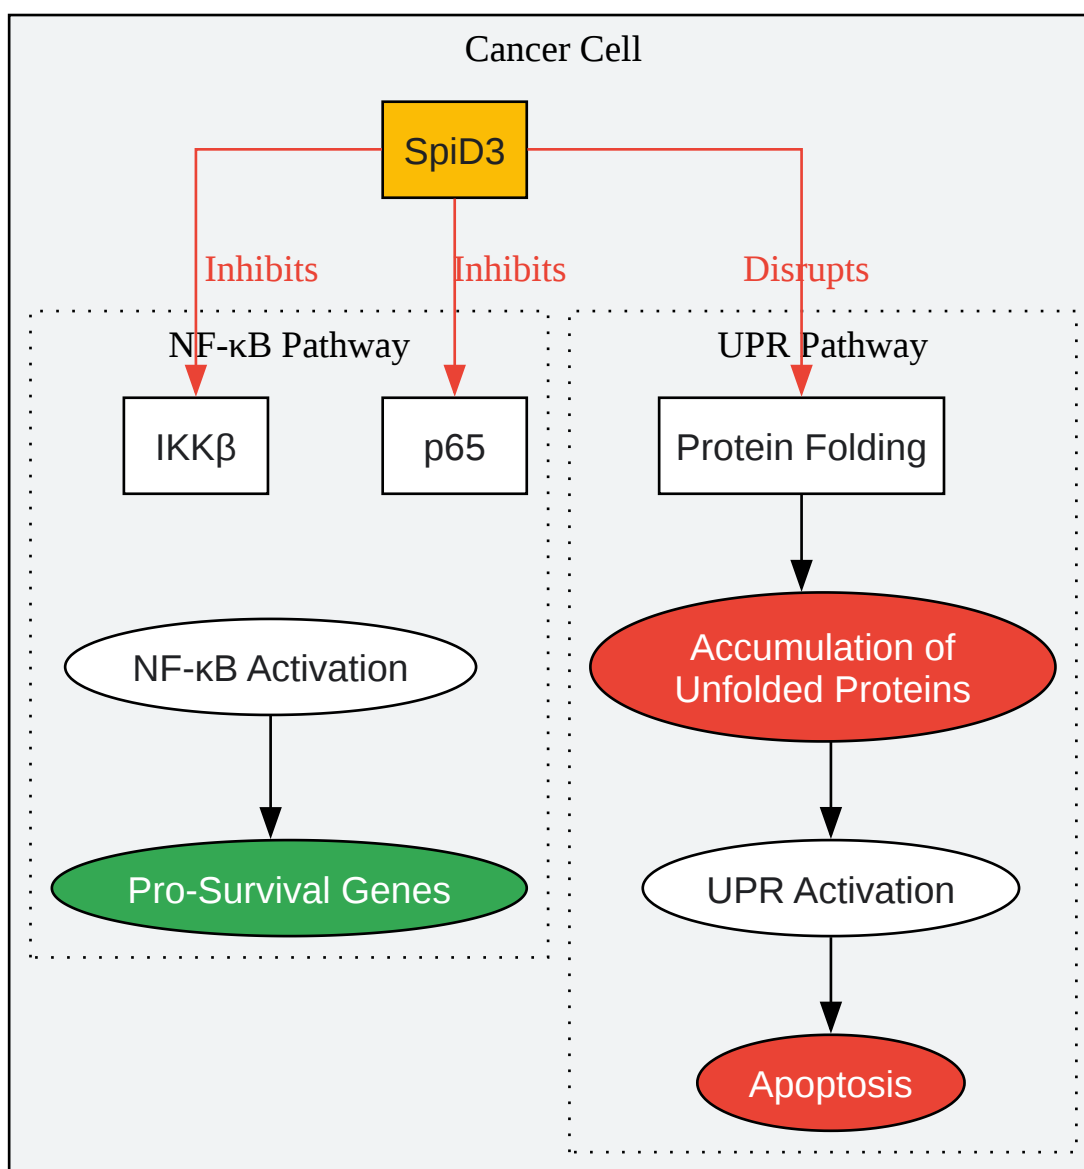 Cancer Cell
SpiD3
Inhibits
Inhibits
Disrupts
NF-κB Pathway
UPR Pathway
IKKβ
p65
Protein Folding
NF-κB Activation
Accumulation of
Unfolded Proteins
Pro-Survival Genes
UPR Activation
Apoptosis